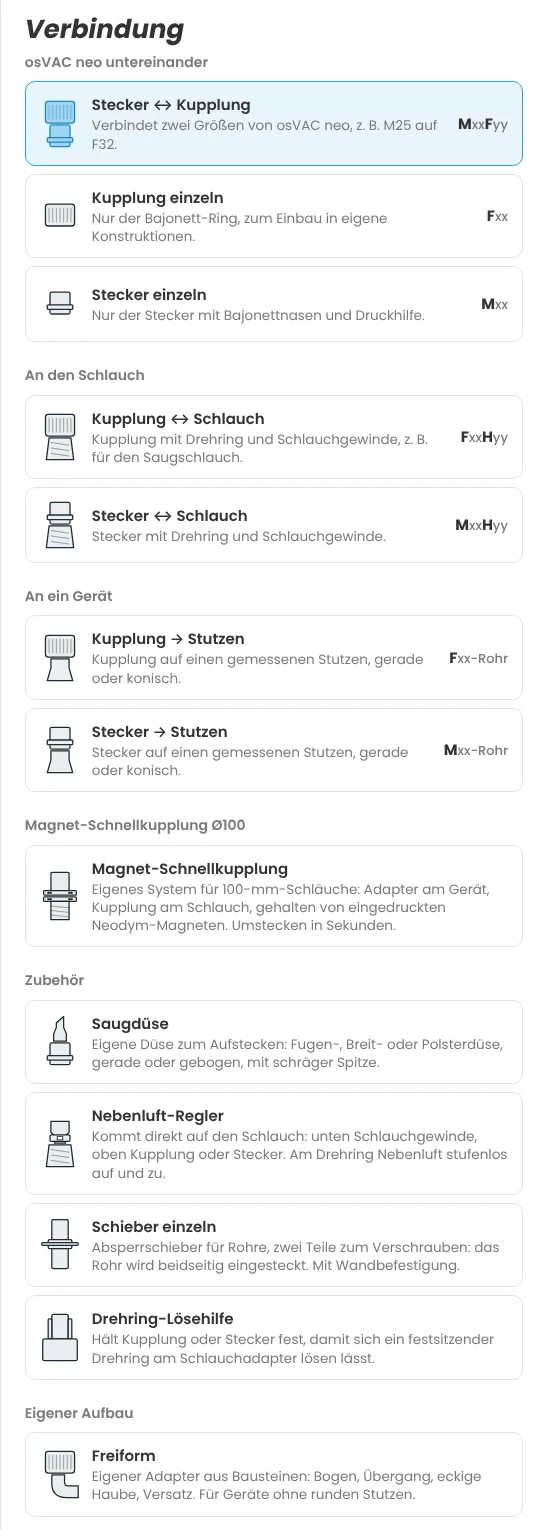 Verbindung
osVAC neo untereinander
Stecker ↔ Kupplung
Verbindet zwei Größen von osVAC neo, z. B. M25 auf
F32.
MxxFyy
Kupplung einzeln
Nur der Bajonett-Ring, zum Einbau in eigene
Konstruktionen.
Fxx
Stecker einzeln
Nur der Stecker mit Bajonettnasen und Druckhilfe.
Mxx
An den Schlauch
Kupplung ↔ Schlauch
Kupplung mit Drehring und Schlauchgewinde, z. B.
für den Saugschlauch.
FxxHyy
Stecker ↔ Schlauch
Stecker mit Drehring und Schlauchgewinde.
MxxHyy
An ein Gerät
Kupplung → Stutzen
Kupplung auf einen gemessenen Stutzen, gerade
oder konisch.
Fxx-Rohr
Stecker → Stutzen
Stecker auf einen gemessenen Stutzen, gerade
oder konisch.
Mxx-Rohr
Magnet-Schnellkupplung Ø100
Magnet-Schnellkupplung
Eigenes System für 100-mm-Schläuche: Adapter am Gerät,
Kupplung am Schlauch, gehalten von eingedruckten
Neodym-Magneten. Umstecken in Sekunden.
Zubehör
Saugdüse
Eigene Düse zum Aufstecken: Fugen-, Breit- oder Polsterdüse,
gerade oder gebogen, mit schräger Spitze.
Nebenluft-Regler
Kommt direkt auf den Schlauch: unten Schlauchgewinde,
oben Kupplung oder Stecker. Am Drehring Nebenluft stufenlos
auf und zu.
Schieber einzeln
Absperrschieber für Rohre, zwei Teile zum Verschrauben: das
Rohr wird beidseitig eingesteckt. Mit Wandbefestigung.
Drehring-Lösehilfe
Hält Kupplung oder Stecker fest, damit sich ein festsitzender
Drehring am Schlauchadapter lösen lässt.
Eigener Aufbau
Freiform
Eigener Adapter aus Bausteinen: Bogen, Übergang, eckige
Haube, Versatz. Für Geräte ohne runden Stutzen.